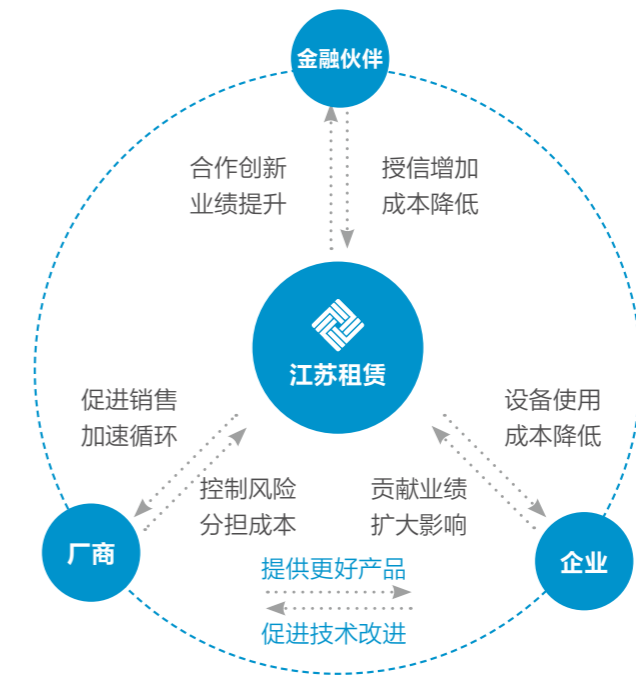 金融伙伴
合作创新
业绩提升
授信增加
成本降低
江苏租赁
促进销售
加速循环
设备使用
成本降低
控制风险
分担成本
贡献业绩
扩大影响
厂商
企业
提供更好产品
促进技术改进